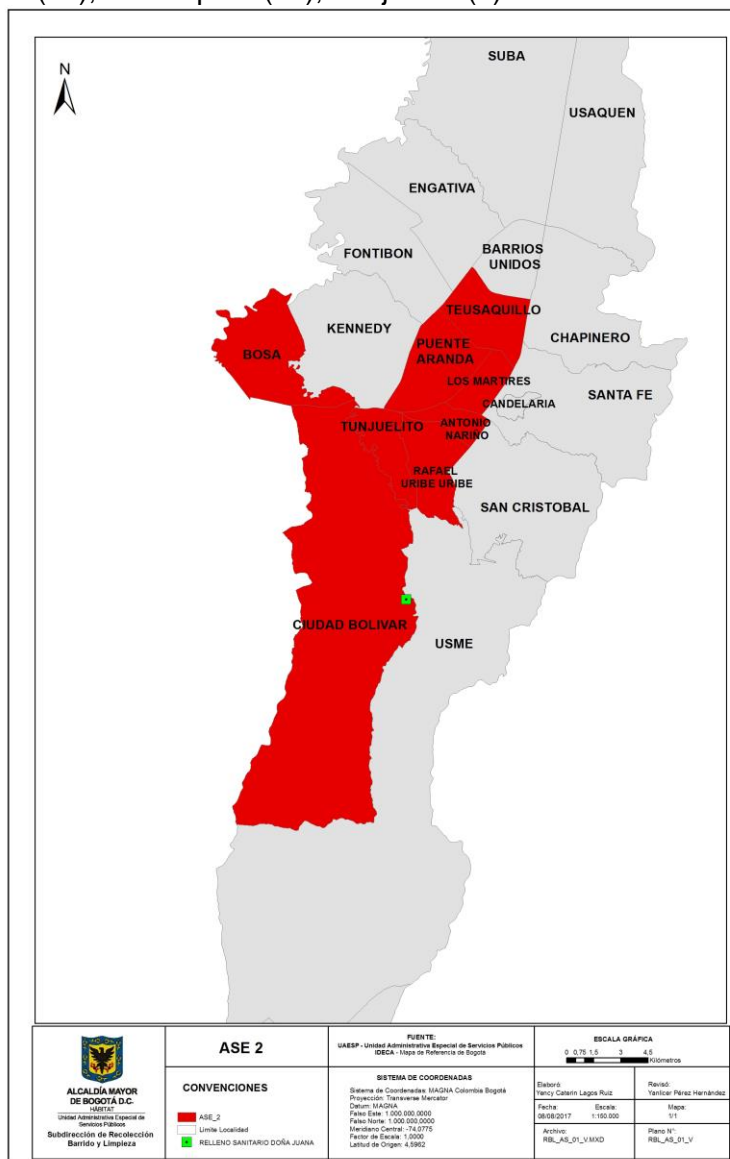 N
SUBA
USAQUEN
ENGATIVA
BARRIOS
UNIDOS
FONTIBON
TEUSAQUILLO
KENNEDY
CHAPINERO
PUENTE
ARANDA
BOSA
LOS MARTIRES
SANTA FE
CANDELARIA
TUNJUELITO
ANTONIO
NARIÑO
RAFAEL
URIBE URIBE
SAN CRISTOBAL
CIUDAD BOLIVAR
USME
ALCALDÍA MAYOR
DE BOGOTÁ D.C.
HÁBITAT
Unidad Administrativa Especial de
Servicios Públicos
Subdirección de Recolección
Barrido y Limpieza
ASE 2
CONVENCIONES
ASE_2
Limite Localidad
RELLENO SANITARIO DOÑA JUANA
FUENTE:
UAESP - Unidad Administrativa Especial de Servicios Públicos
IDECA - Mapa de Referencia de Bogotá
SISTEMA DE COORDENADAS
Sistema de Coordenadas: MAGNA Colombia Bogotá
Proyección: Transverse Mercator
Datum: MAGNA
Falso Este: 1.000.000,0000
Falso Norte: 1.000.000,0000
Meridiano Central: -74,0775
Factor de Escala: 1,0000
Latitud de Origen: 4,5962
ESCALA GRÁFICA
0 0,75 1,5 3 4,5
Kilómetros
Elaboró:
Yency Caterin Lagos Ruiz
Revisó:
Yanlicer Pérez Hernández
Fecha:
08/08/2017
Escala:
1:150.000
Mapa:
1/1
Archivo:
RBL_AS_01_V.MXD
Plano N°:
RBL_AS_01_V